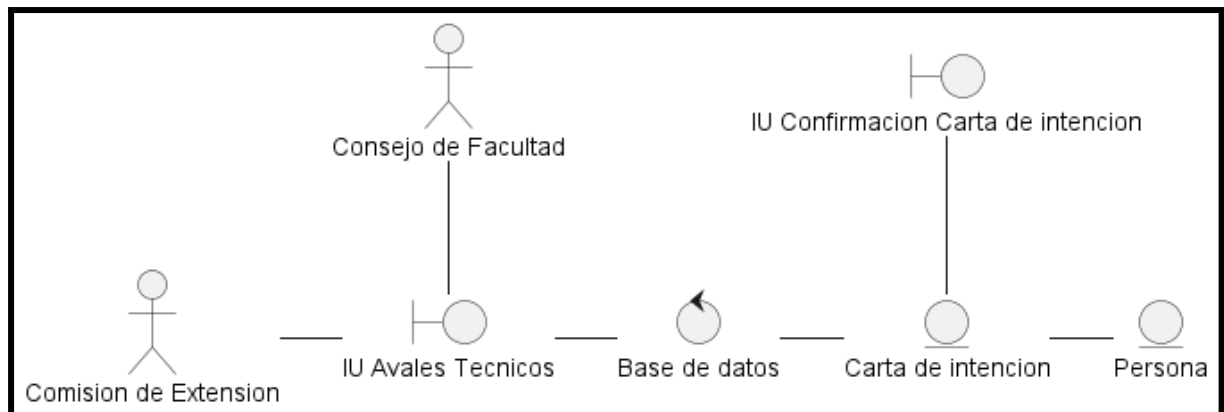 Consejo de Facultad
IU Confirmacion Carta de intencion
Comision de Extension
IU Avales Tecnicos
Base de datos
Carta de intencion
Persona